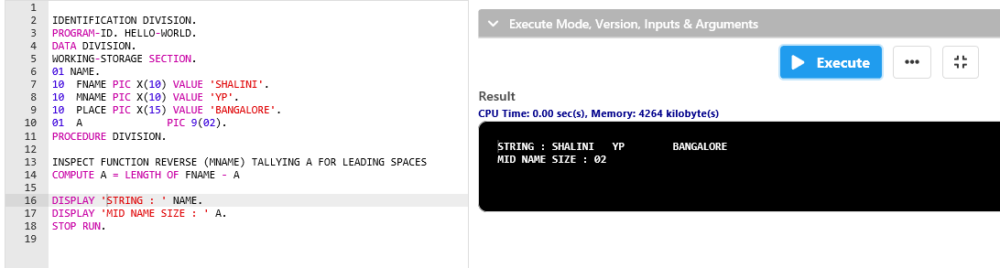 1
2 IDENTIFICATION DIVISION.
3 PROGRAM-ID. HELLO-WORLD.
4 DATA DIVISION.
5 WORKING-STORAGE SECTION.
6 01 NAME.
7 10  FNAME PIC X(10) VALUE 'SHALINI'.
8 10  MNAME PIC X(10) VALUE 'YP'.
9 10  PLACE PIC X(15) VALUE 'BANGALORE'.
10 01  A              PIC 9(02).
11 PROCEDURE DIVISION.
12
13 INSPECT FUNCTION REVERSE (MNAME) TALLYING A FOR LEADING SPACES
14 COMPUTE A = LENGTH OF FNAME - A
15
16 DISPLAY 'STRING : ' NAME.
17 DISPLAY 'MID NAME SIZE : ' A.
18 STOP RUN.
19
Execute Mode, Version, Inputs & Arguments
Execute
Result
CPU Time: 0.00 sec(s), Memory: 4264 kilobyte(s)
STRING : SHALINI   YP        BANGALORE
MID NAME SIZE : 02